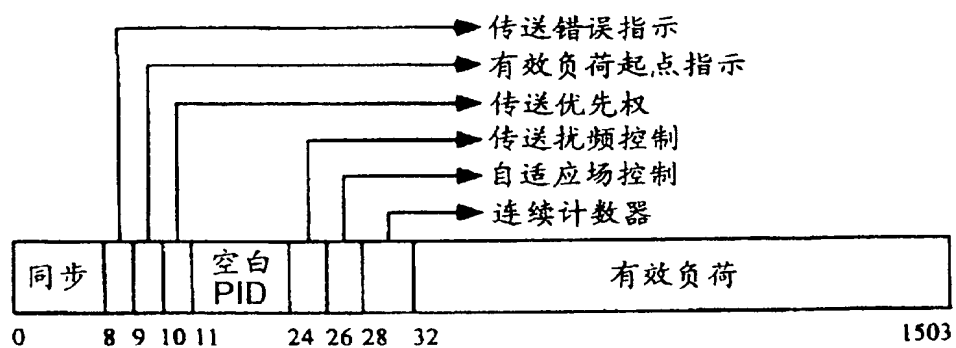 传送错误指示
有效负荷起点指示
传送优先权
传送扰频控制
自适应场控制
连续计数器
同步
空白
PID
有效负荷
0 8 9 10 11 24 26 28 32 1503